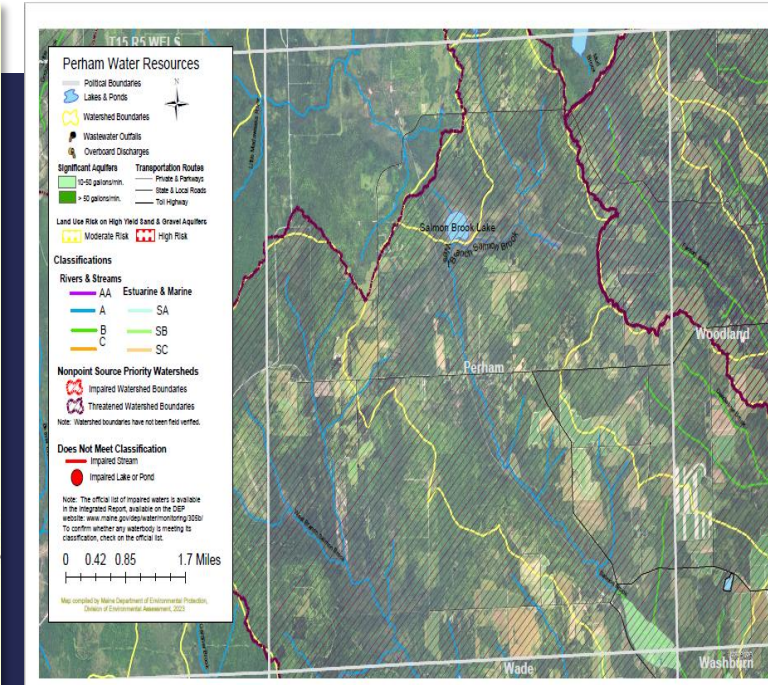 T15 R5 WELS
Perham Water Resources
N
Political Boundaries
Lakes & Ponds
Watershed Boundaries
Wastewater Outfalls
Overboard Discharges
Significant Aquifers
10-50 gallons/min.
> 50 gallons/min.
Transportation Routes
Private & Parkways
State & Local Roads
Toll Highway
Land Use Risk on High Yield Sand & Gravel Aquifers
Moderate Risk
High Risk
Classifications
Rivers & Streams
AA
A
B
C
Estuarine & Marine
SA
SB
SC
Nonpoint Source Priority Watersheds
Impaired Watershed Boundaries
Threatened Watershed Boundaries
Note: Watershed boundaries have not been field verified.
Does Not Meet Classification
Impaired Stream
Impaired Lake or Pond
Note: The official list of impaired waters is available
in the Integrated Report, available on the DEP
website: www.maine.gov/dep/water/monitoring/305b/
To confirm whether any waterbody is meeting its
classification, check on the official list.
0 0.42 0.85 1.7 Miles
Map compiled by Maine Department of Environmental Protection,
Division of Environmental Assessment, 2023
Salmon Brook Lake
West Branch Salmon Brook
Woodland
Perham
Salmon Brook
Wade
Washburn